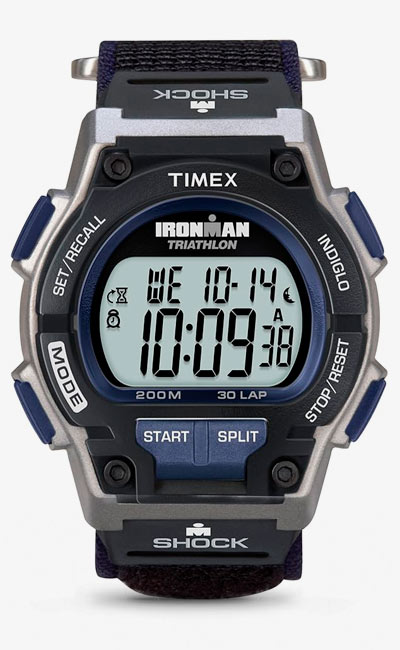 SHOCK
TIMEX
IRONMAN
TRIATHLON
SET/RECALL
INDIGLO
WE 10-14
A
10:09 38
MODE
STOP/RESET
200M 30 LAP
START SPLIT
SHOCK